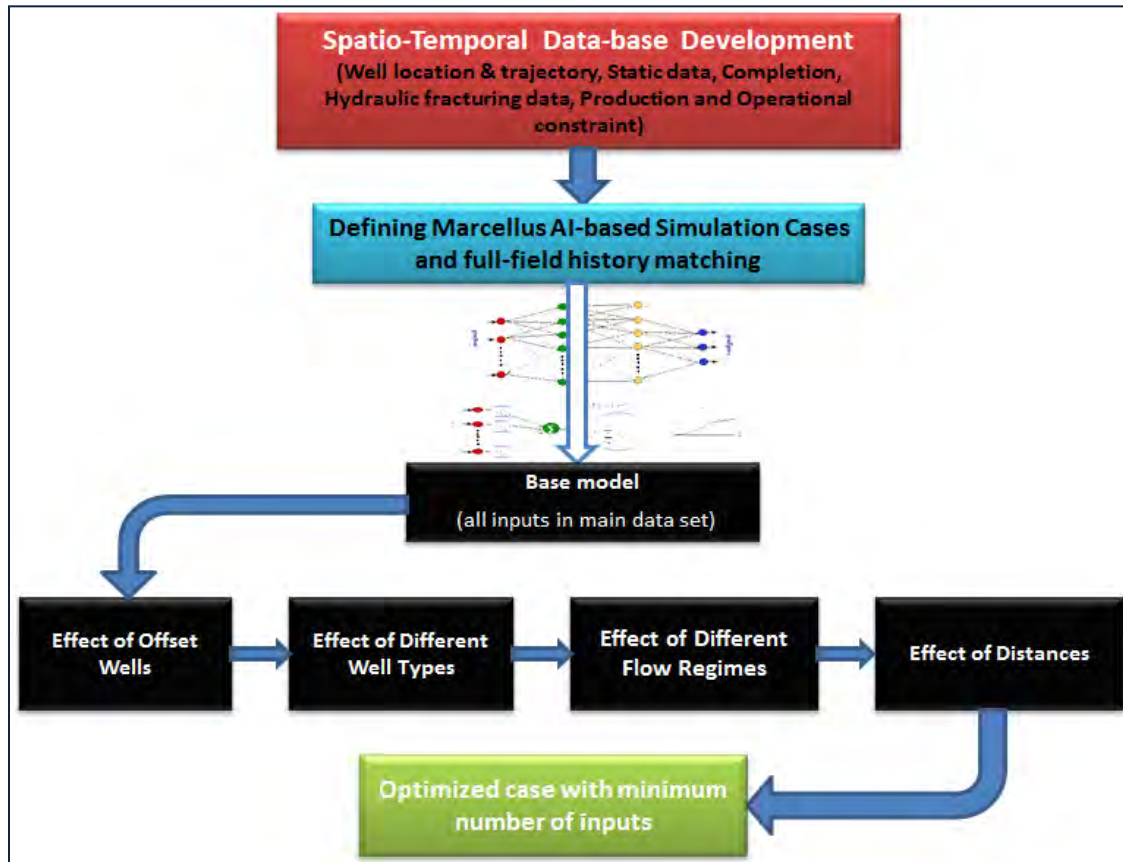 Spatio-Temporal Data-base Development
(Well location & trajectory, Static data, Completion,
Hydraulic fracturing data, Production and Operational
constraint)
Defining Marcellus AI-based Simulation Cases
and full-field history matching
Base model
(all inputs in main data set)
Effect of Offset
Wells
Effect of Different
Well Types
Effect of Different
Flow Regimes
Effect of Distances
Optimized case with minimum
number of inputs